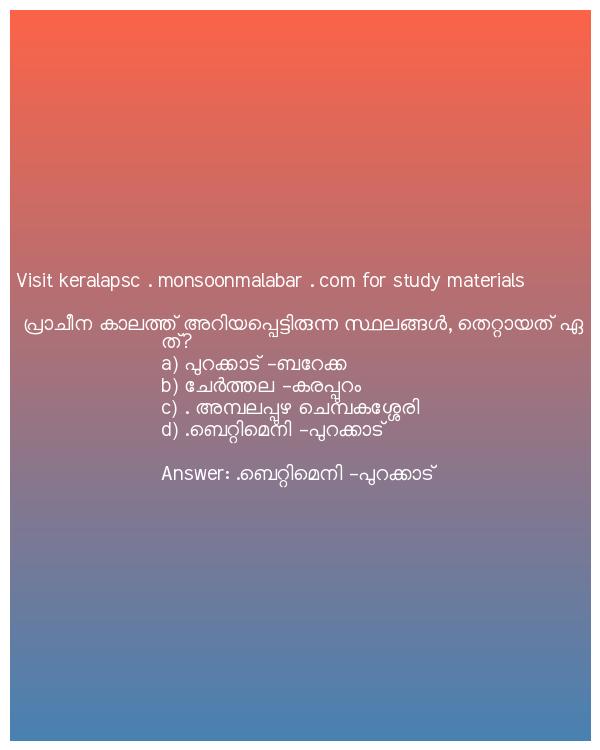 Visit keralapsc . monsoonmalabar . com for study materials
പ്രാചീന കാലത്ത് അറിയപ്പെട്ടിരുന്ന സ്ഥലങ്ങൾ, തെറ്റായത് ഏ
ത്?
a) പുറക്കാട് -ബറേക്ക
b) ചേർത്തല -കരപ്പുറം
c) . അമ്പലപ്പുഴ ചെമ്പകശ്ശേരി
d) .ബെറ്റിമെനി -പുറക്കാട്
Answer: .ബെറ്റിമെനി -പുറക്കാട്